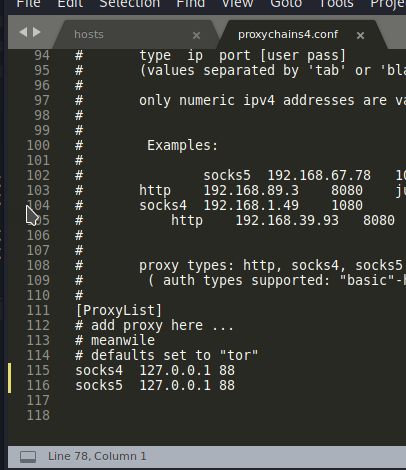 File Edit Selection Find View Goto Tools
hosts × proxychains4.conf ×
94 # type ip port [user pass]
95 # (values separated by 'tab' or
96 #
97 # only numeric ipv4 addresses are
98 #
99 #
100 # Examples:
101 #
102 # socks5 192.168.67.78
103 # http 192.168.89.3 8080
104 # socks4 192.168.1.49 1080
# http 192.168.39.93 8080
106 #
107 #
108 # proxy types: http, socks4, socks5
109 # ( auth types supported: "basic"-
110 #
111 [ProxyList]
112 # add proxy here ...
113 # meanwile
114 # defaults set to "tor"
115 socks4 127.0.0.1 88
116 socks5 127.0.0.1 88
117
118
Line 78, Column 1